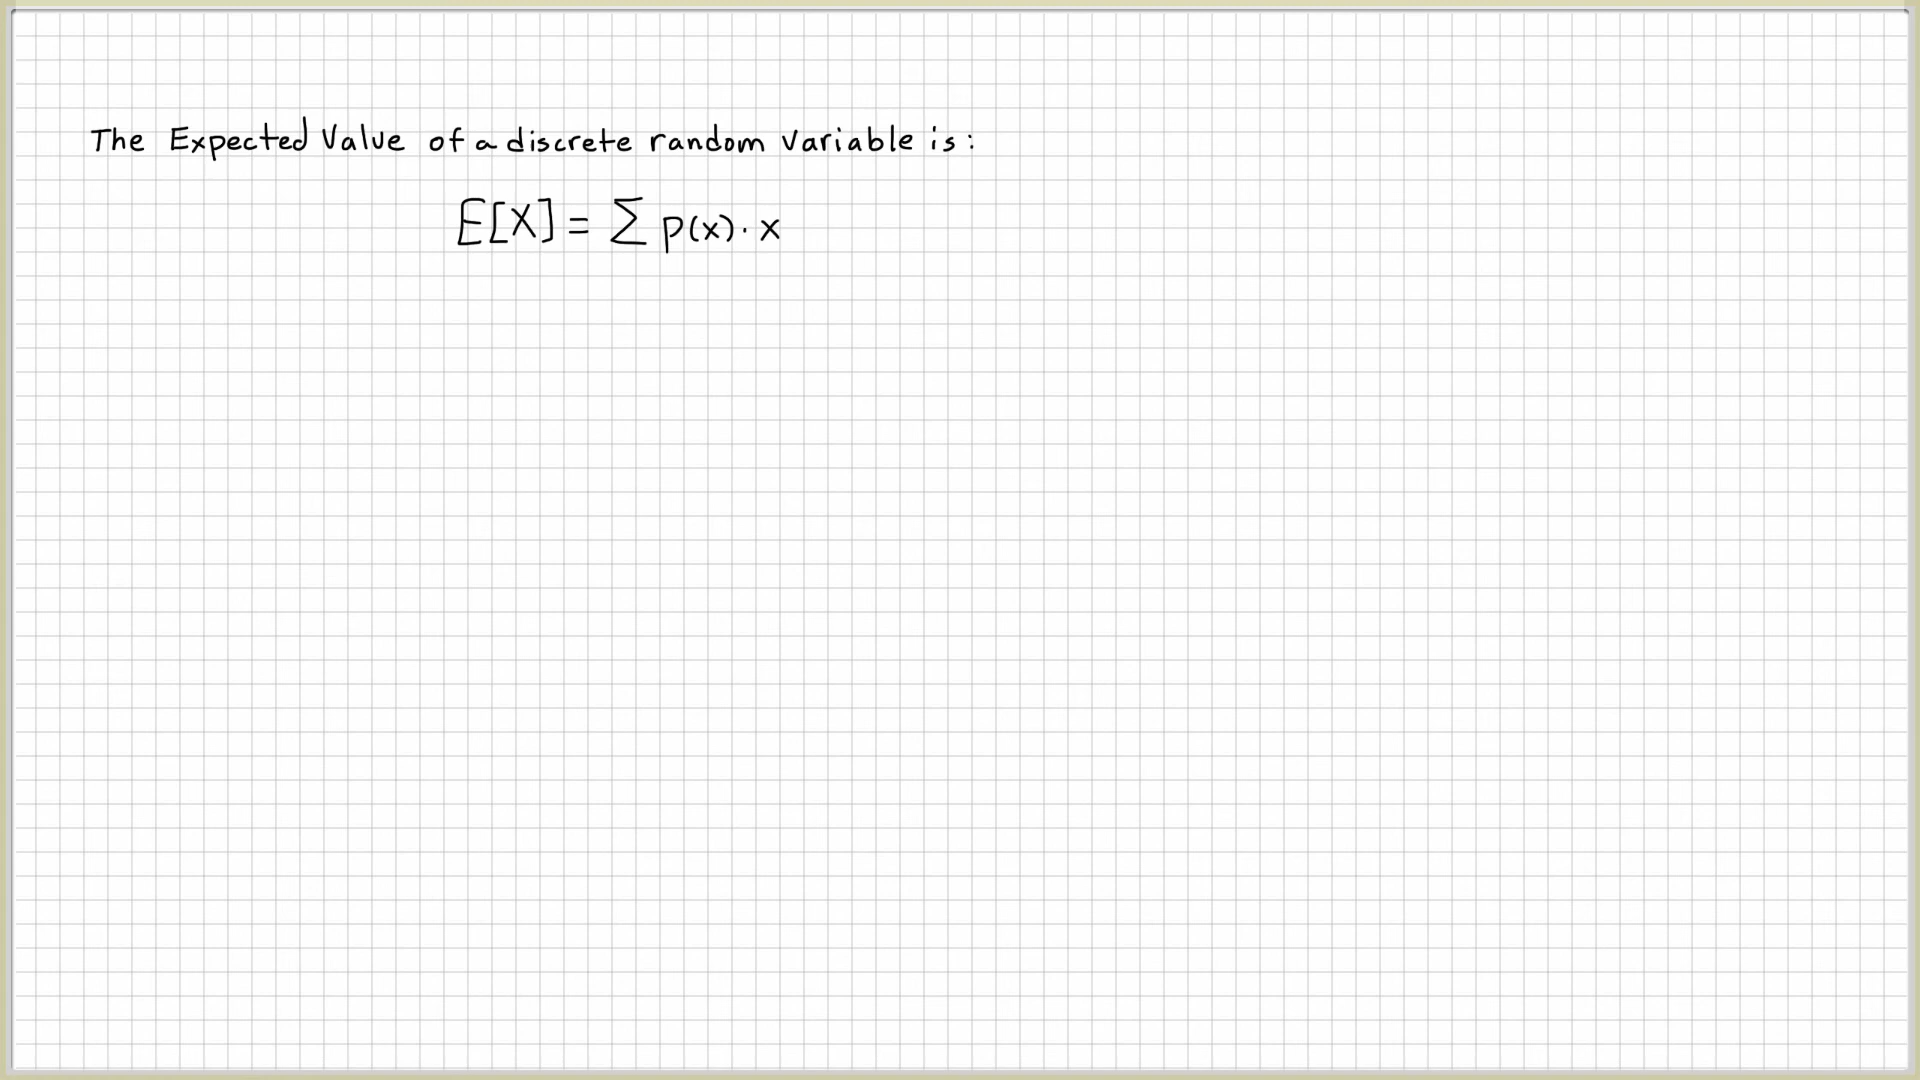 The Expected Value of a discrete random variable is:
E[X] = Σ p(x) · x